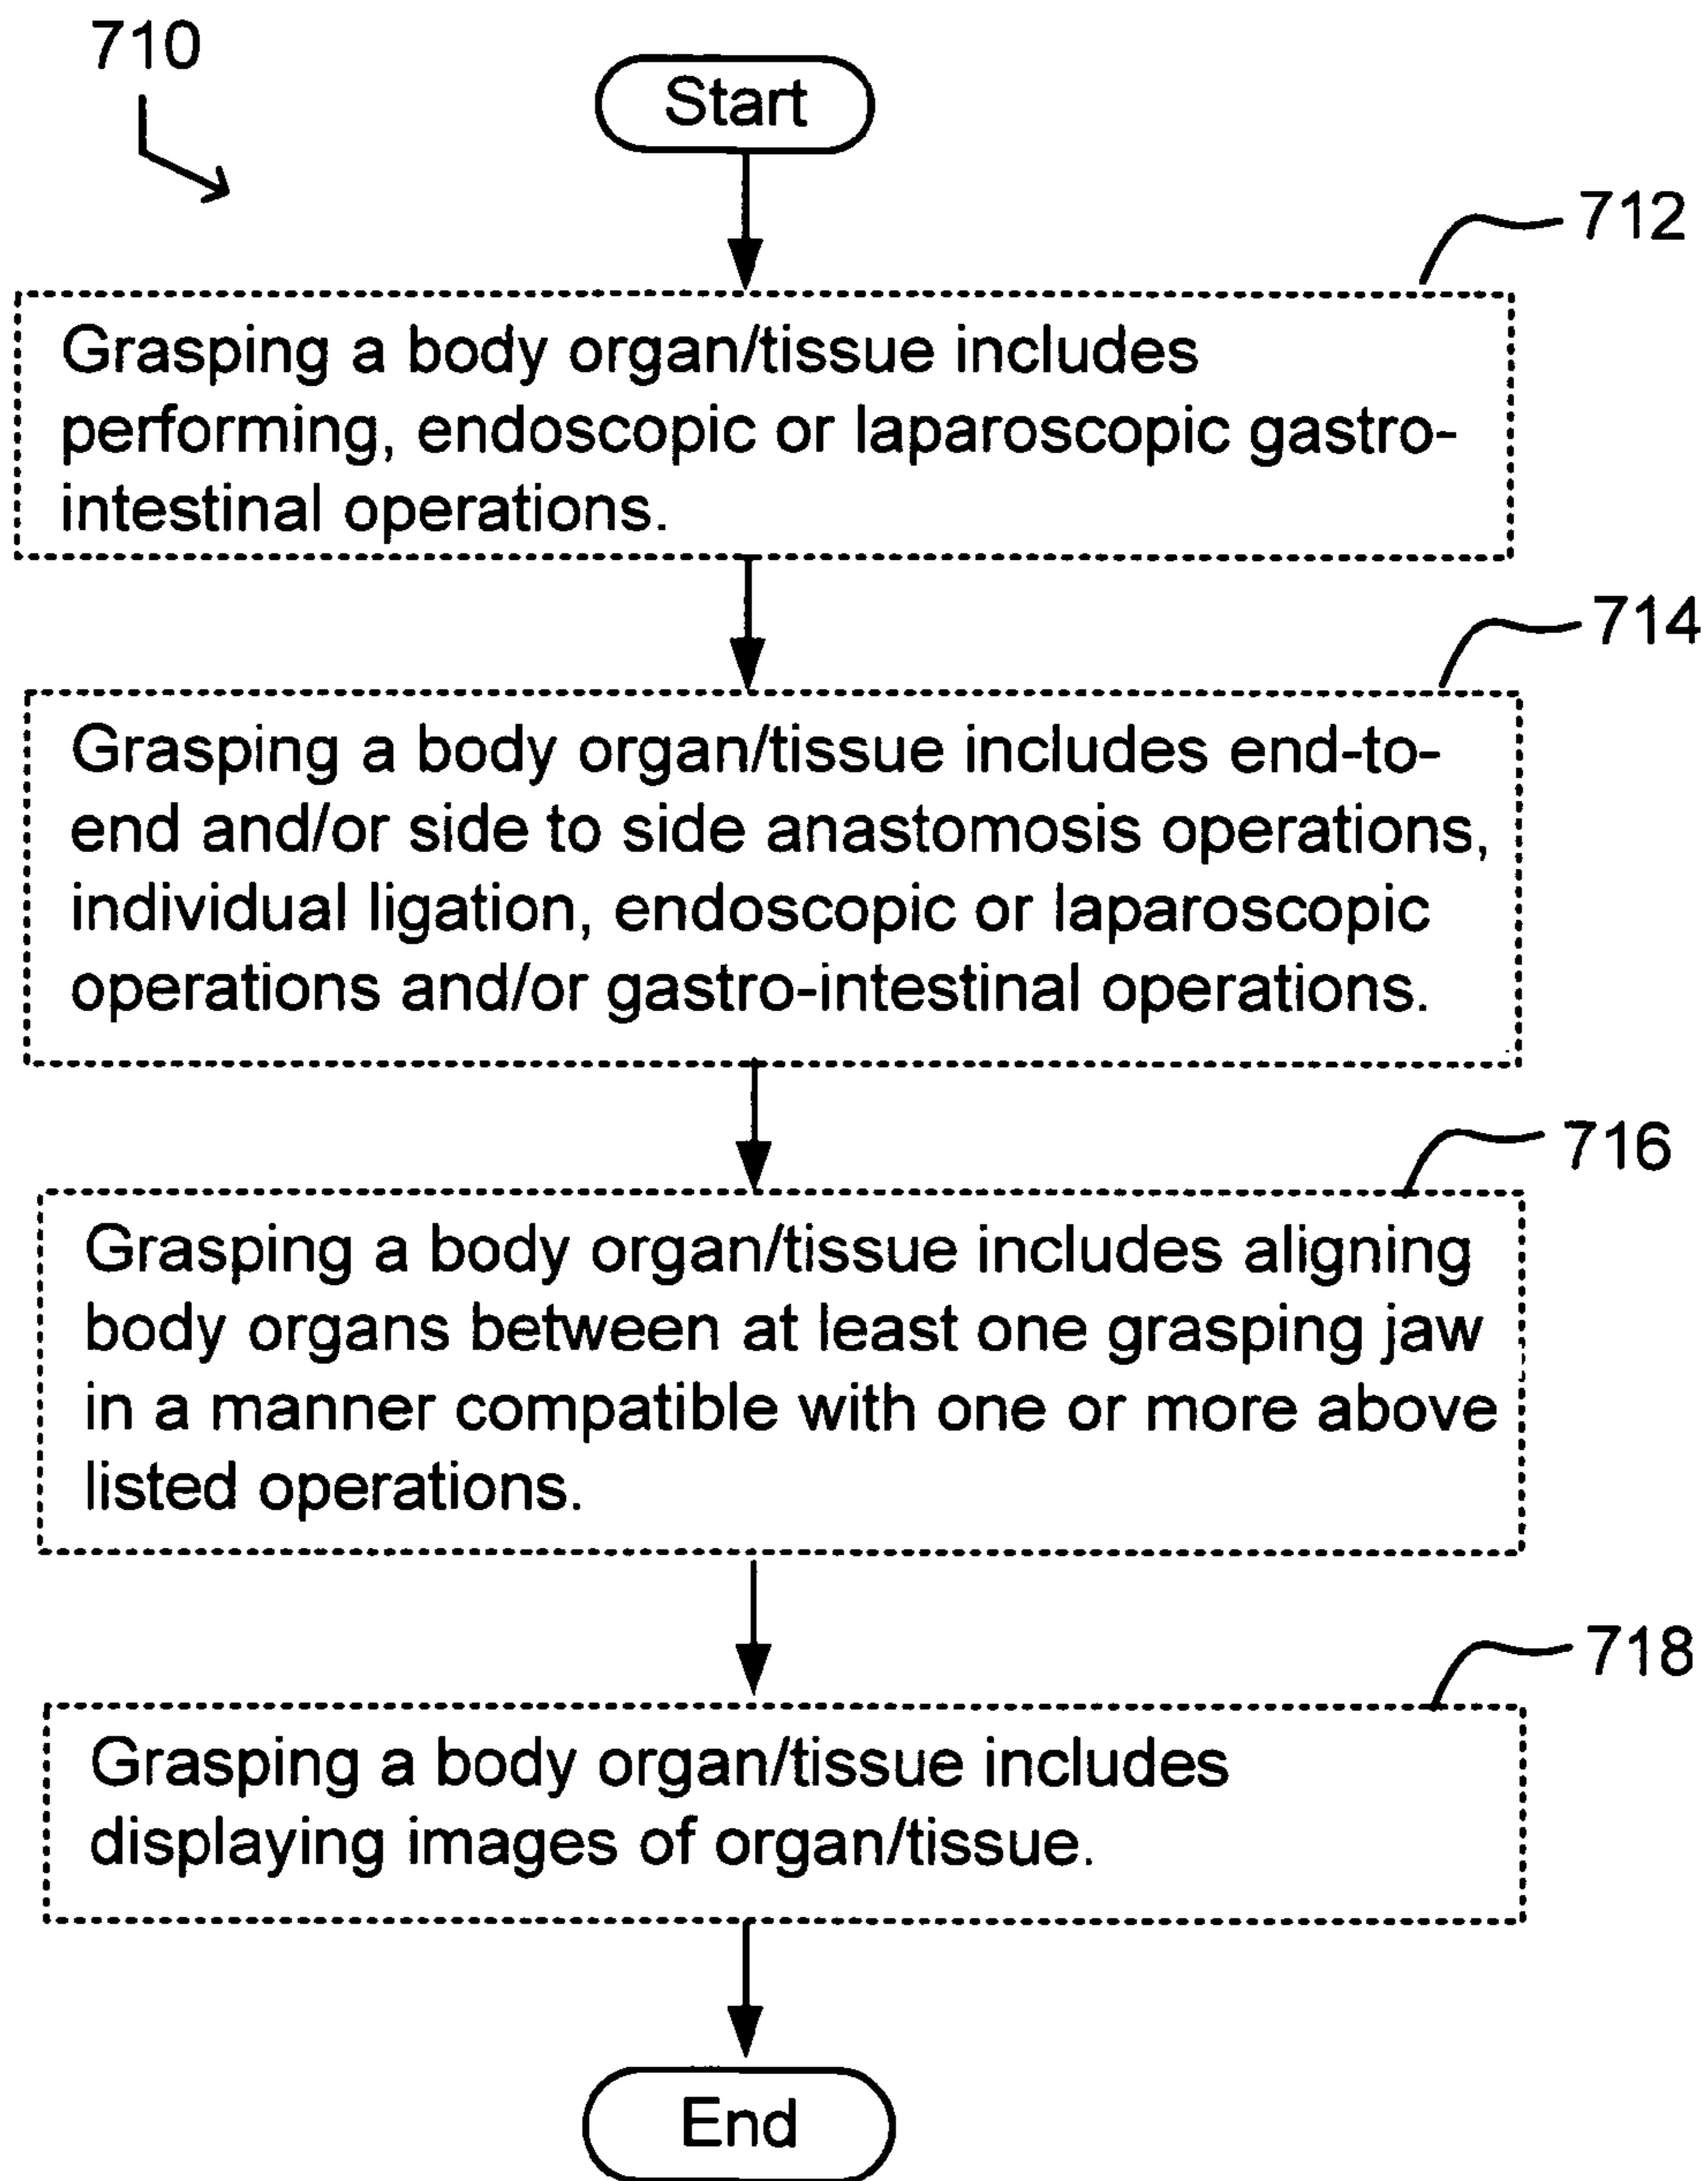 710
Start
712
Grasping a body organ/tissue includes
performing, endoscopic or laparoscopic gastro-
intestinal operations.
714
Grasping a body organ/tissue includes end-to-
end and/or side to side anastomosis operations,
individual ligation, endoscopic or laparoscopic
operations and/or gastro-intestinal operations.
716
Grasping a body organ/tissue includes aligning
body organs between at least one grasping jaw
in a manner compatible with one or more above
listed operations.
718
Grasping a body organ/tissue includes
displaying images of organ/tissue.
End